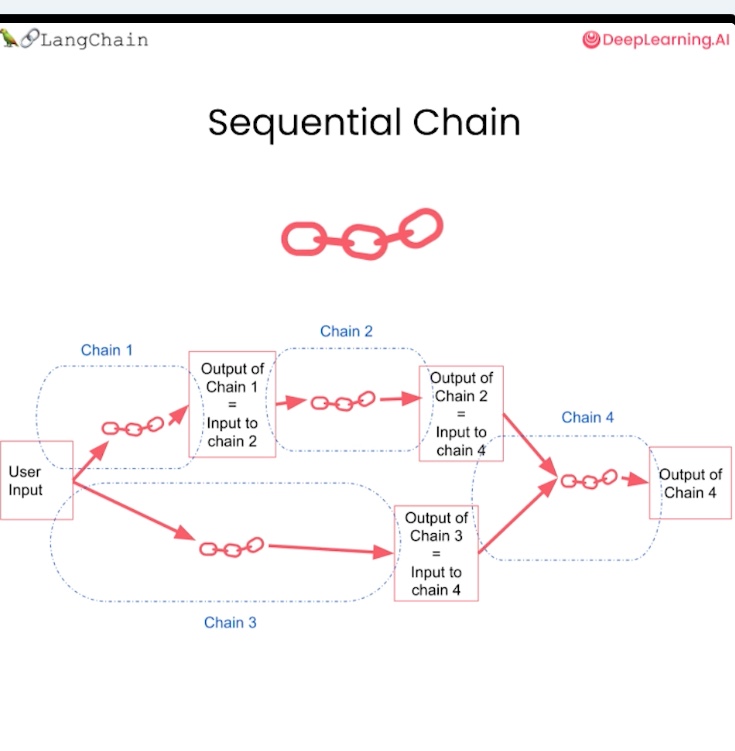 LangChain
DeepLearning.AI
Sequential Chain
Chain 1
Chain 2
Output of
Chain 1
=
Input to
chain 2
Output of
Chain 2
=
Input to
chain 4
Chain 4
User
Input
Output of
Chain 4
Output of
Chain 3
=
Input to
chain 4
Chain 3